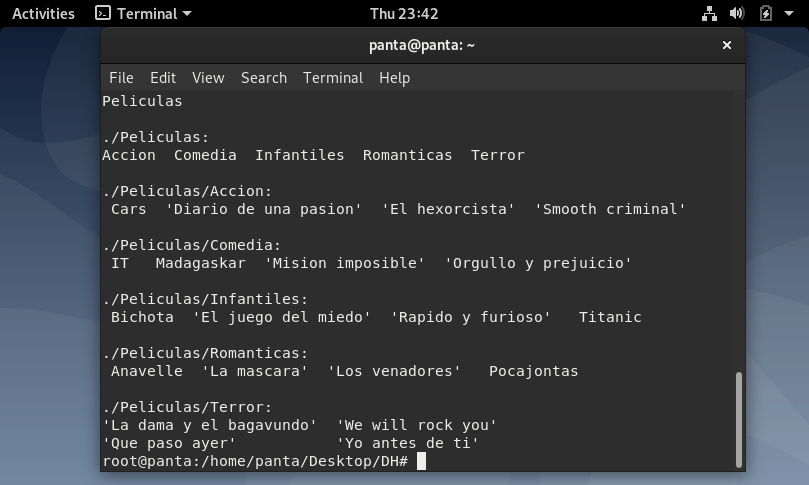 Activities Terminal Thu 23:42
panta@panta: ~ ×
File Edit View Search Terminal Help
Peliculas
./Peliculas:
Accion  Comedia  Infantiles  Romanticas  Terror
./Peliculas/Accion:
 Cars  'Diario de una pasion'  'El hexorcista'  'Smooth criminal'
./Peliculas/Comedia:
 IT   Madagaskar  'Mision imposible'  'Orgullo y prejuicio'
./Peliculas/Infantiles:
 Bichota  'El juego del miedo'  'Rapido y furioso'   Titanic
./Peliculas/Romanticas:
 Anavelle  'La mascara'  'Los venadores'   Pocajontas
./Peliculas/Terror:
'La dama y el bagavundo'  'We will rock you'
'Que paso ayer'           'Yo antes de ti'
root@panta:/home/panta/Desktop/DH#